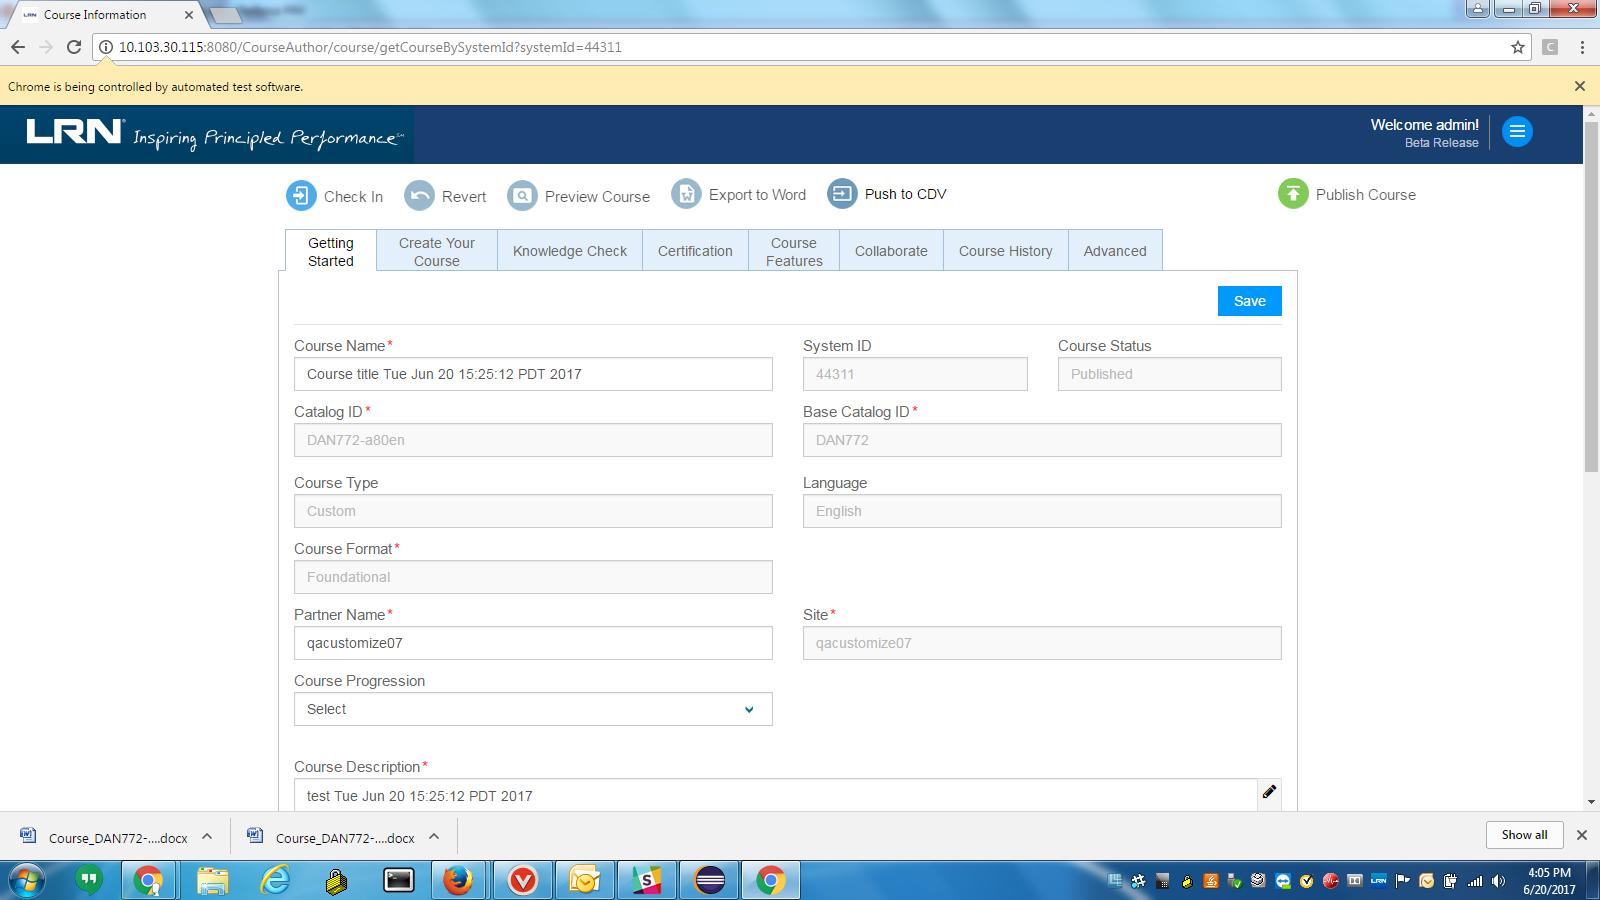 Course Information
10.103.30.115:8080/CourseAuthor/course/getCourseBySystemId?systemId=44311
Chrome is being controlled by automated test software.
LRN Inspiring Principled Performance
Welcome admin!
Beta Release
Check In Revert Preview Course Export to Word Push to CDV Publish Course
Getting Started
Create Your Course
Knowledge Check
Certification
Course Features
Collaborate
Course History
Advanced
Save
Course Name*
Course title Tue Jun 20 15:25:12 PDT 2017
System ID
44311
Course Status
Published
Catalog ID*
DAN772-a80en
Base Catalog ID*
DAN772
Course Type
Custom
Language
English
Course Format*
Foundational
Partner Name*
qacustomize07
Site*
qacustomize07
Course Progression
Select
Course Description*
test Tue Jun 20 15:25:12 PDT 2017
Course_DAN772-....docx
Course_DAN772-....docx
Show all
4:05 PM
6/20/2017